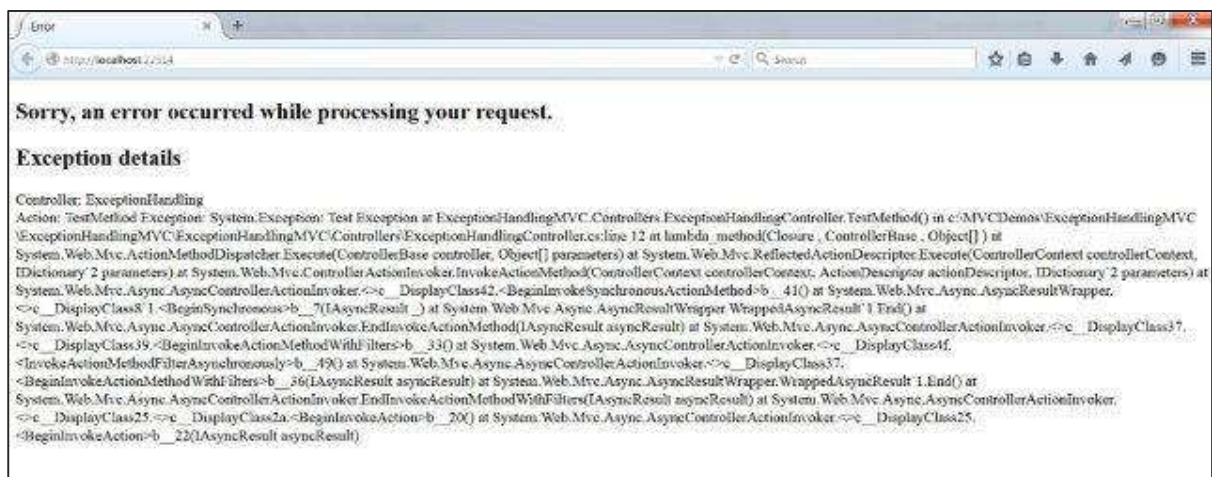 Error
http://localhost:22514
Search
Sorry, an error occurred while processing your request.
Exception details
Controller: ExceptionHandling
Action: TestMethod Exception: System.Exception: Test Exception at ExceptionHandlingMVC.Controllers.ExceptionHandlingController.TestMethod() in c:\MVCDemos\ExceptionHandlingMVC
\ExceptionHandlingMVC\ExceptionHandlingMVC\Controllers\ExceptionHandlingController.cs:line 12 at lambda_method(Closure , ControllerBase , Object[] ) at
System.Web.Mvc.ActionMethodDispatcher.Execute(ControllerBase controller, Object[] parameters) at System.Web.Mvc.ReflectedActionDescriptor.Execute(ControllerContext controllerContext,
IDictionary`2 parameters) at System.Web.Mvc.ControllerActionInvoker.InvokeActionMethod(ControllerContext controllerContext, ActionDescriptor actionDescriptor, IDictionary`2 parameters) at
System.Web.Mvc.Async.AsyncControllerActionInvoker.<>c__DisplayClass42.<BeginInvokeSynchronousActionMethod>b__41() at System.Web.Mvc.Async.AsyncResultWrapper.
<>c__DisplayClass8`1.<BeginSynchronous>b__7(IAsyncResult _) at System.Web.Mvc.Async.AsyncResultWrapper.WrappedAsyncResult`1.End() at
System.Web.Mvc.Async.AsyncControllerActionInvoker.EndInvokeActionMethod(IAsyncResult asyncResult) at System.Web.Mvc.Async.AsyncControllerActionInvoker.<>c__DisplayClass37.
<>c__DisplayClass39.<BeginInvokeActionMethodWithFilters>b__33() at System.Web.Mvc.Async.AsyncControllerActionInvoker.<>c__DisplayClass4f.
<InvokeActionMethodFilterAsynchronously>b__49() at System.Web.Mvc.Async.AsyncControllerActionInvoker.<>c__DisplayClass37.
<BeginInvokeActionMethodWithFilters>b__36(IAsyncResult asyncResult) at System.Web.Mvc.Async.AsyncResultWrapper.WrappedAsyncResult`1.End() at
System.Web.Mvc.Async.AsyncControllerActionInvoker.EndInvokeActionMethodWithFilters(IAsyncResult asyncResult) at System.Web.Mvc.Async.AsyncControllerActionInvoker.
<>c__DisplayClass25.<>c__DisplayClass2a.<BeginInvokeAction>b__20() at System.Web.Mvc.Async.AsyncControllerActionInvoker.<>c__DisplayClass25.
<BeginInvokeAction>b__22(IAsyncResult asyncResult)